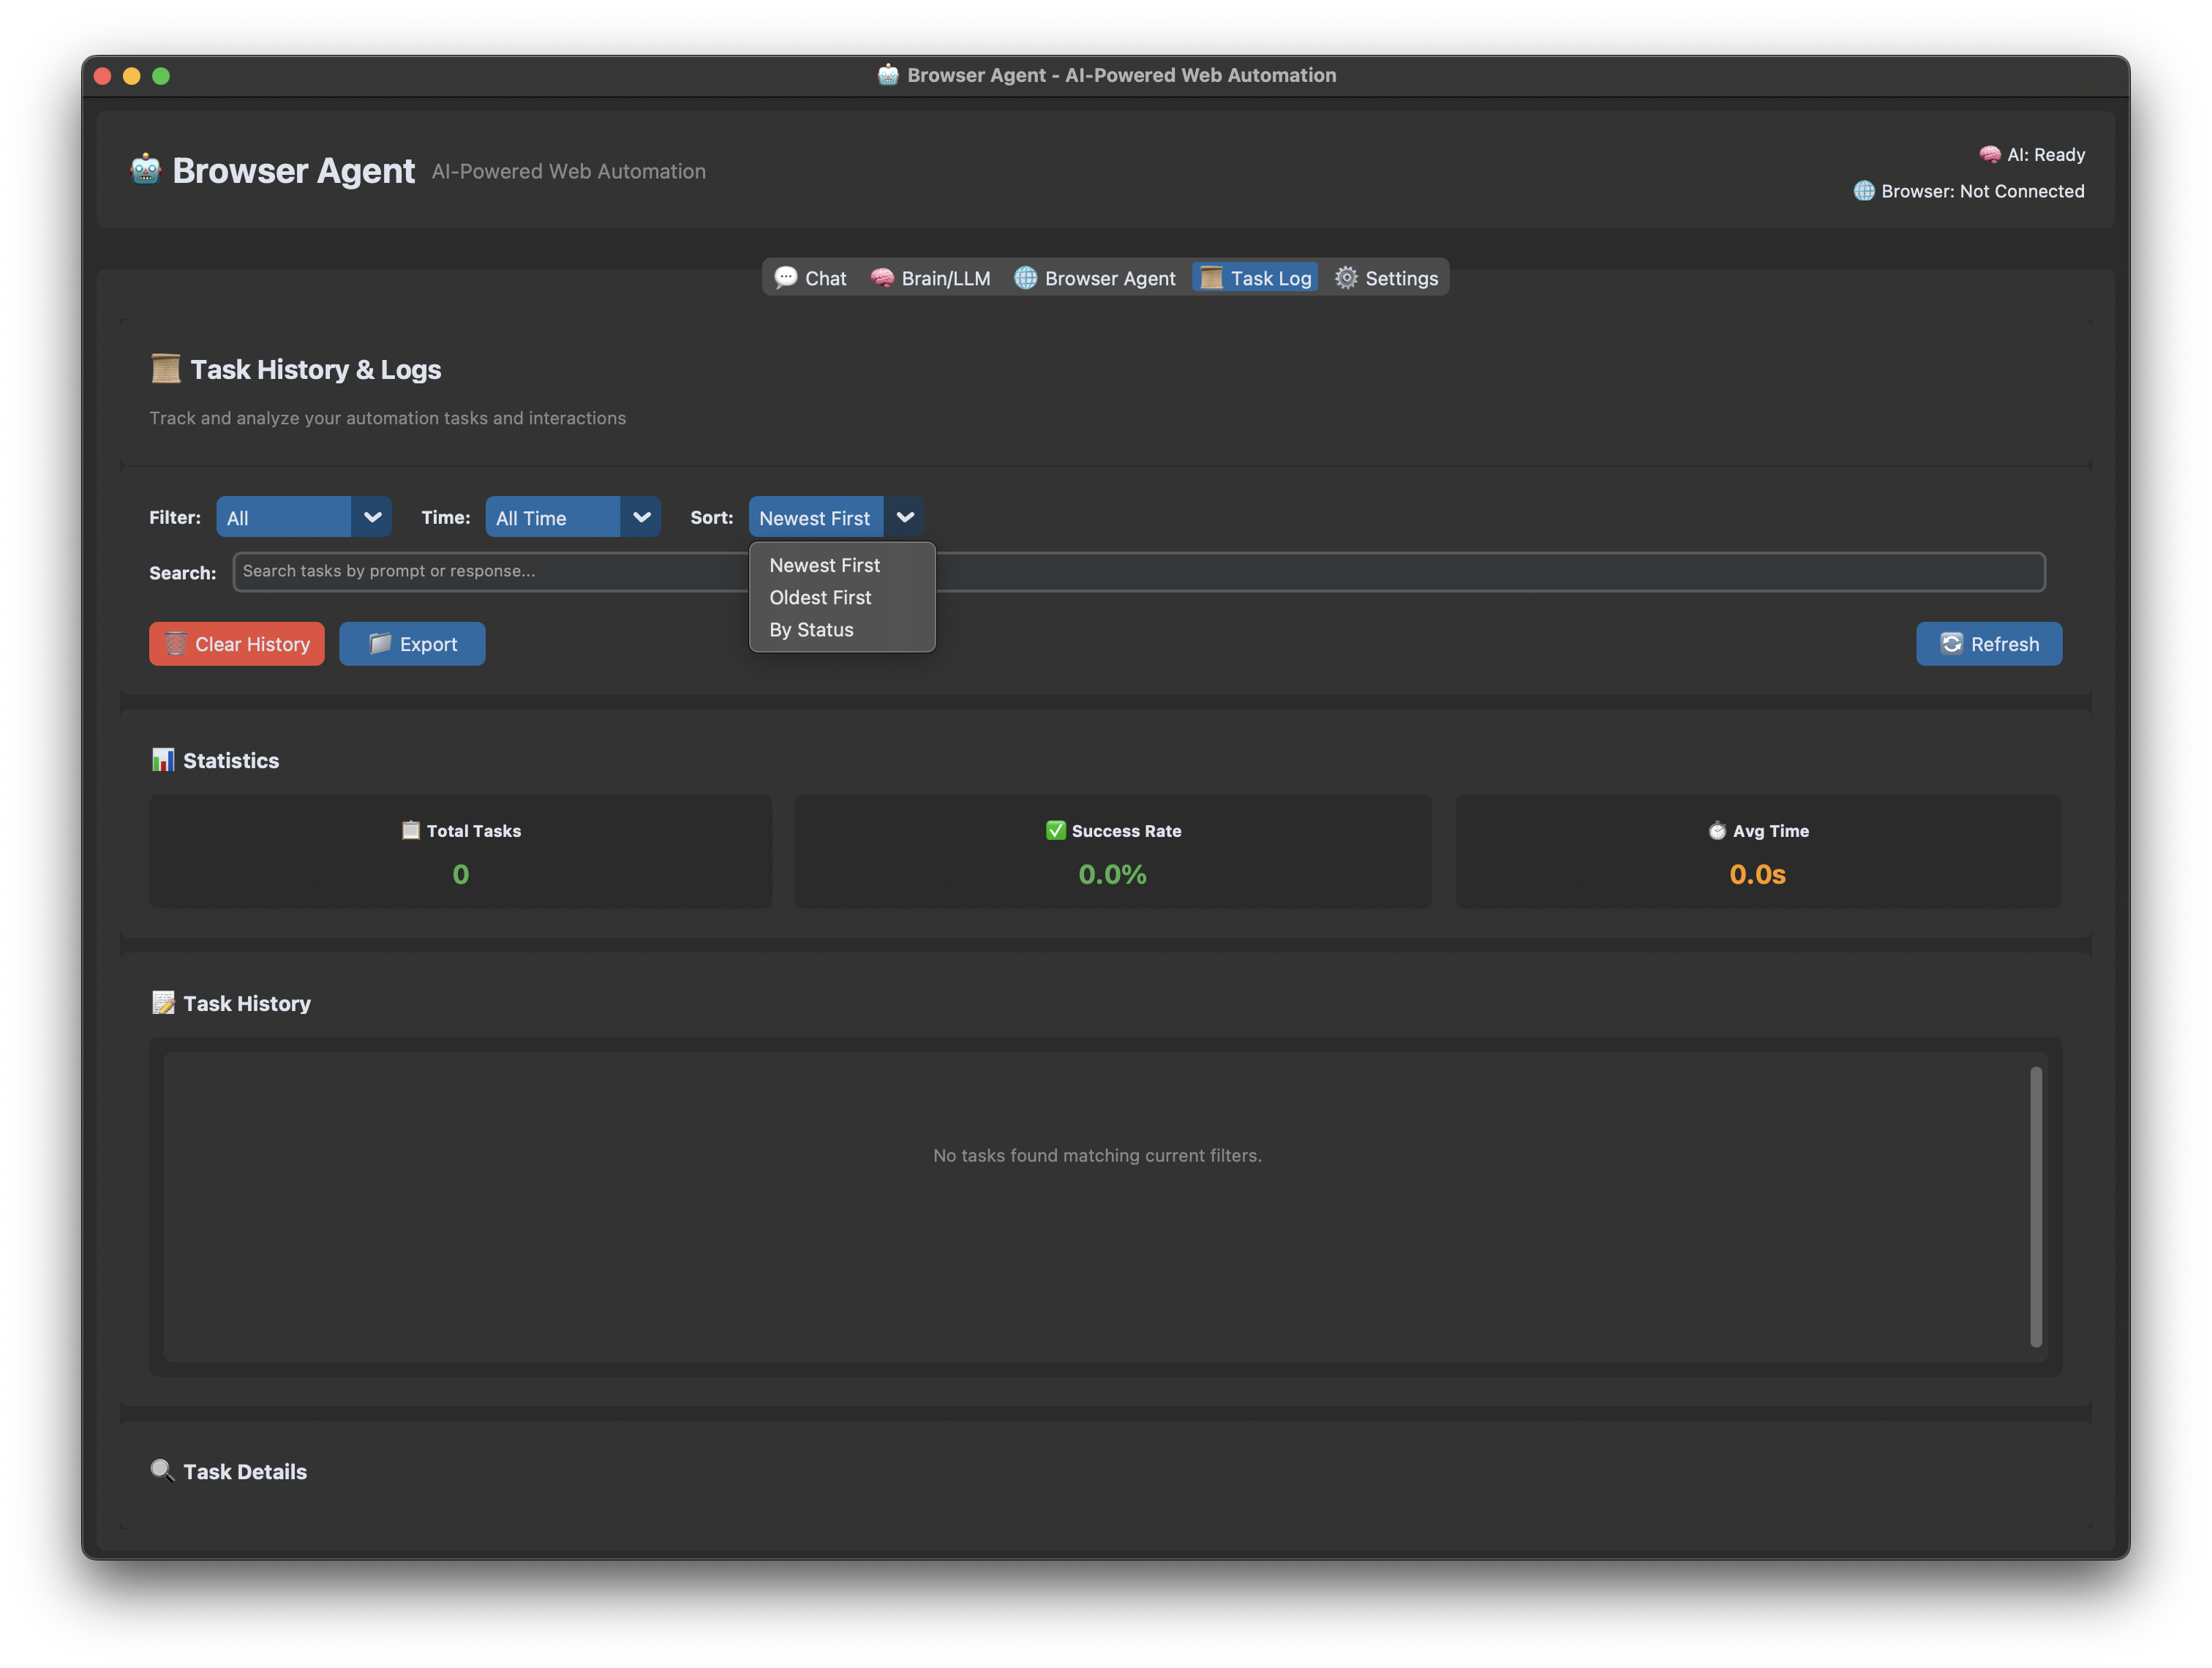 Browser Agent - AI-Powered Web Automation
Browser Agent AI-Powered Web Automation
AI: Ready
Browser: Not Connected
Chat Brain/LLM Browser Agent Task Log Settings
Task History & Logs
Track and analyze your automation tasks and interactions
Filter: All Time: All Time Sort: Newest First
Newest First
Oldest First
By Status
Search: Search tasks by prompt or response...
Clear History Export Refresh
Statistics
Total Tasks Success Rate Avg Time
0 0.0% 0.0s
Task History
No tasks found matching current filters.
Task Details